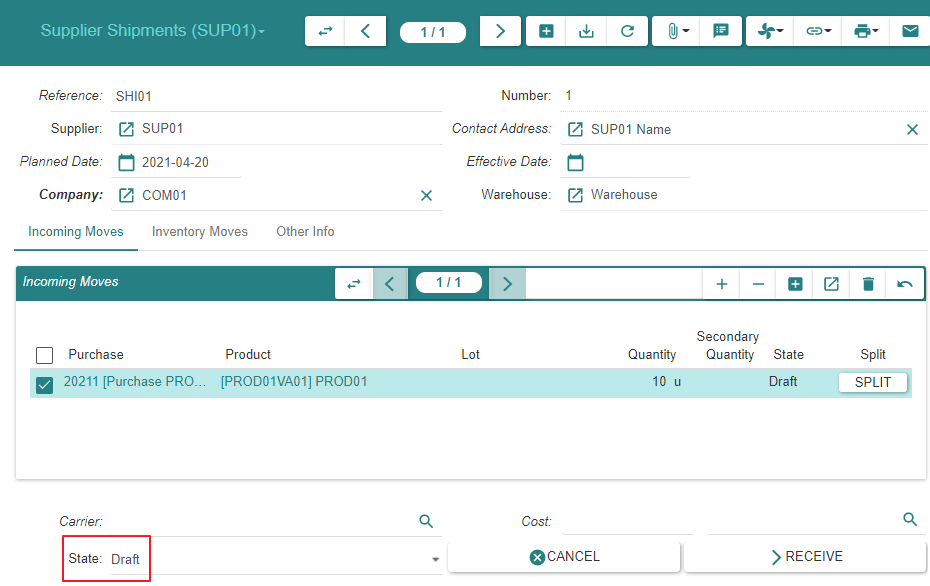 Supplier Shipments (SUP01)
1 / 1
Reference: SHI01
Number: 1
Supplier: SUP01
Contact Address: SUP01 Name
Planned Date: 2021-04-20
Effective Date:
Company: COM01
Warehouse: Warehouse
Incoming Moves Inventory Moves Other Info
Incoming Moves 1 / 1
Purchase Product Lot Quantity Secondary Quantity State Split
20211 [Purchase PRO... [PROD01VA01] PROD01 10 u Draft SPLIT
Carrier: Cost:
State: Draft CANCEL RECEIVE